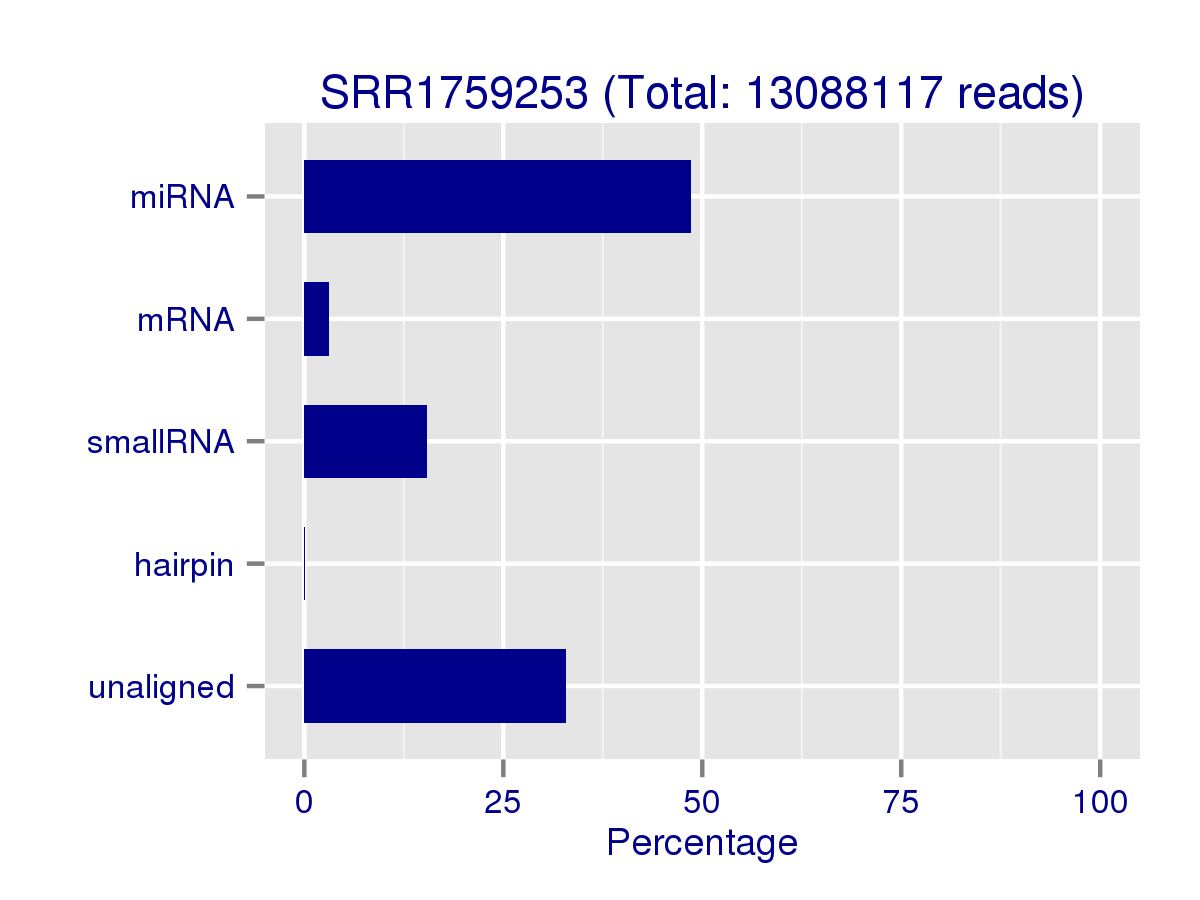 SRR1759253 (Total: 13088117 reads)
miRNA
mRNA
smallRNA
hairpin
unaligned
0 25 50 75 100
Percentage